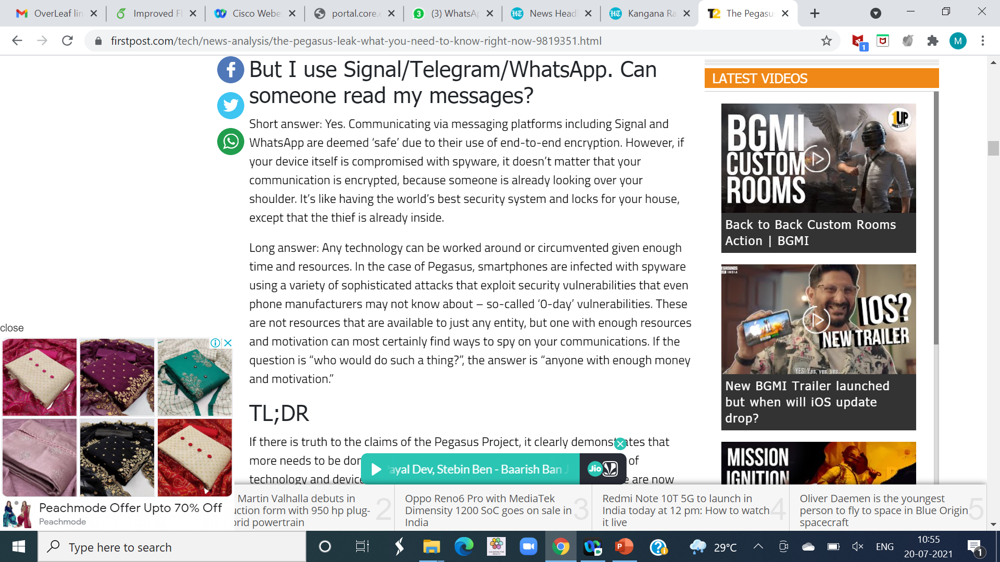 OverLeaf lin
Improved Fl
Cisco Webe
portal.core.e
(3) WhatsAp
News Headl
Kangana Ra
The Pegasu
firstpost.com/tech/news-analysis/the-pegasus-leak-what-you-need-to-know-right-now-9819351.html
1
M
But I use Signal/Telegram/WhatsApp. Can
someone read my messages?
Short answer: Yes. Communicating via messaging platforms including Signal and
WhatsApp are deemed ‘safe’ due to their use of end-to-end encryption. However, if
your device itself is compromised with spyware, it doesn’t matter that your
communication is encrypted, because someone is already looking over your
shoulder. It’s like having the world’s best security system and locks for your house,
except that the thief is already inside.
Long answer: Any technology can be worked around or circumvented given enough
time and resources. In the case of Pegasus, smartphones are infected with spyware
using a variety of sophisticated attacks that exploit security vulnerabilities that even
phone manufacturers may not know about – so-called ‘0-day’ vulnerabilities. These
are not resources that are available to just any entity, but one with enough resources
and motivation can most certainly find ways to spy on your communications. If the
question is “who would do such a thing?”, the answer is “anyone with enough money
and motivation.”
TL;DR
If there is truth to the claims of the Pegasus Project, it clearly demonstrates that
more needs to be dor of
technology and device e are now
LATEST VIDEOS
1UP
BGMI
CUSTOM
ROOMS
Back to Back Custom Rooms
Action | BGMI
IOS?
NEW TRAILER
YES! Yes, yes, yes...
New BGMI Trailer launched
but when will iOS update
drop?
MISSION
IGNITION
close
Peachmode Offer Upto 70% Off
Peachmode
ayal Dev, Stebin Ben - Baarish Ban J
Jio
Martin Valhalla debuts in
uction form with 950 hp plug-
orid powertrain
2
Oppo Reno6 Pro with MediaTek
Dimensity 1200 SoC goes on sale in
India
3
Redmi Note 10T 5G to launch in
India today at 12 pm: How to watch
it live
4
Oliver Daemen is the youngest
person to fly to space in Blue Origin
spacecraft
5
Type here to search
29°C
ENG
10:55
20-07-2021
1